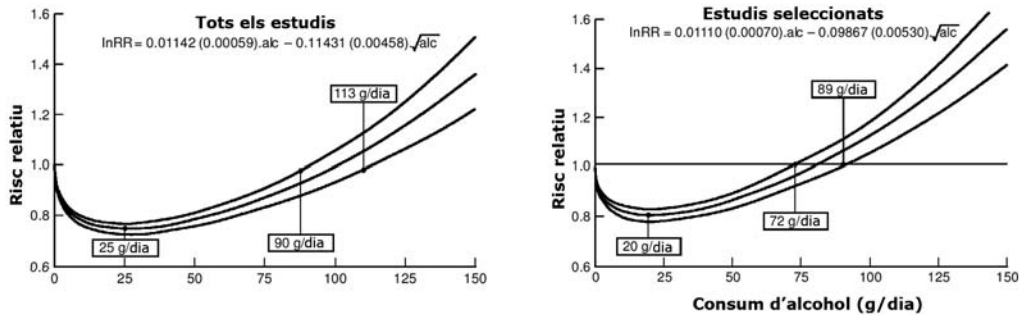 Tots els estudis
lnRR = 0.01142 (0.00059).alc – 0.11431 (0.00458).√alc
Risc relatiu
1.6
1.4
1.2
1.0
0.8
0.6
113 g/dia
90 g/dia
25 g/dia
0 25 50 75 100 125 150
Estudis seleccionats
lnRR = 0.01110 (0.00070).alc – 0.09867 (0.00530).√alc
Risc relatiu
1.6
1.4
1.2
1.0
0.8
0.6
89 g/dia
72 g/dia
20 g/dia
0 25 50 75 100 125 150
Consum d'alcohol (g/dia)